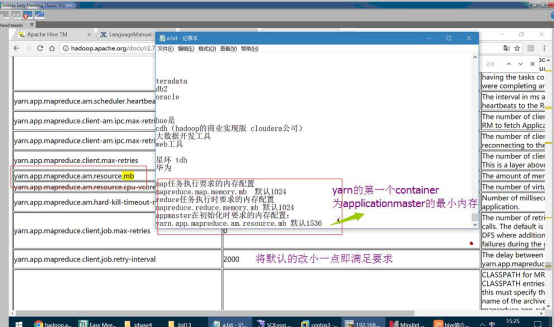 Apache Hive TM
LanguageManual
hadoop.apache.org/docs/r2.7
a.txt - 记事本
文件(F) 编辑(E) 格式(O) 查看(V) 帮助(H)
teradata
db2
oracle
hue是
cdh (hadoop的商业实现版 cloudera公司)
大数据开发工具
web工具
星环 tdh
华为
map任务执行要求的内存配置
mapreduce.map.memory.mb 默认1024
reduce任务执行时要求的内存配置
mapreduce.reduce.memory.mb 默认1024
appmaster在初始化时要求的内存配置:
yarn.app.mapreduce.am.resource.mb 默认1536
yarn的第一个container
为applicationmaster的最小内存
将默认的改小一点即满足要求
yarn.app.mapreduce.am.scheduler.heartbea
yarn.app.mapreduce.client-am.ipc.max-retri
yarn.app.mapreduce.client-am.ipc.max-retri
yarn.app.mapreduce.client.max-retries
yarn.app.mapreduce.am.resource.mb
yarn.app.mapreduce.am.resource.cpu-vcore
yarn.app.mapreduce.am.hard-kill-timeout-r
yarn.app.mapreduce.client.job.max-retries
0
yarn.app.mapreduce.client.job.retry-interval
2000
having the tasks co
were completing ar
The interval in ms a
heartbeats to the R
The number of clien
RM to fetch Applica
The number of clien
reconnecting to the
The number of clien
This is a layer above
The amount of mer
The number of virtu
Number of milliseco
application.
The number of retri
calls. The default is
DFS where addition
failures during the g
The delay between
yarn.app.mapreduc
CLASSPATH for MR
CLASSPATH entries
this must specify th
name of the archive
phase4
bd13
a.txt - 记...
15:25